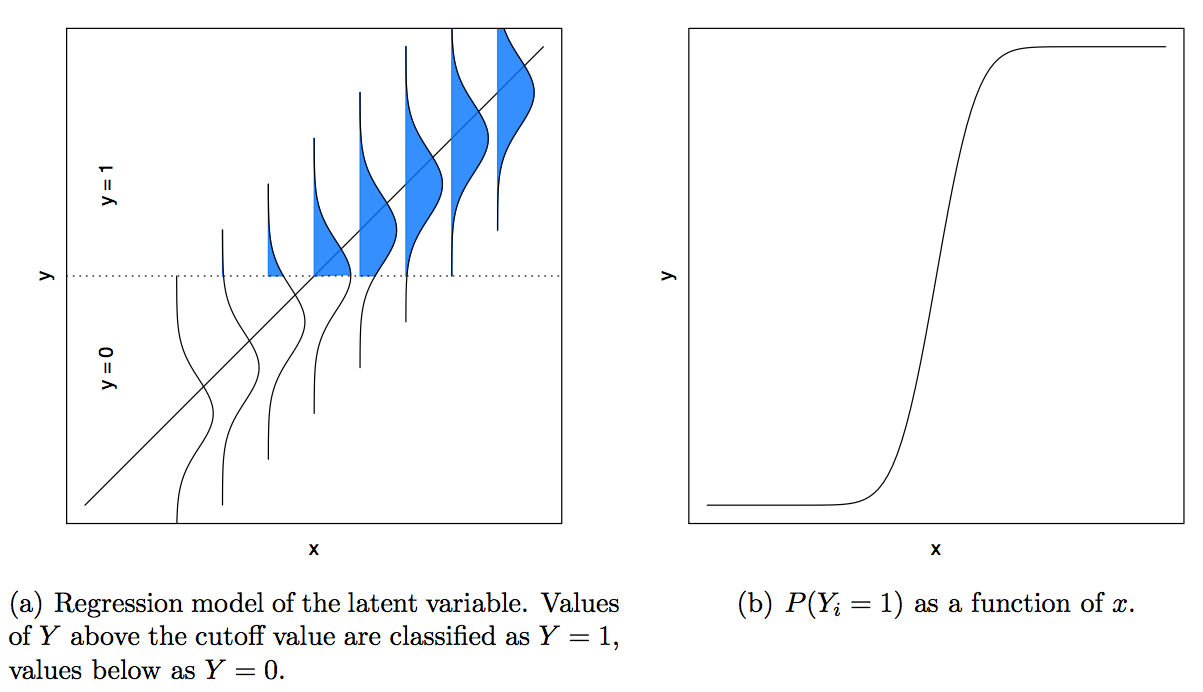 y = 1
y
y = 0
x
(a) Regression model of the latent variable. Values
of Y above the cutoff value are classified as Y = 1,
values below as Y = 0.
y
x
(b) P(Yᵢ = 1) as a function of x.